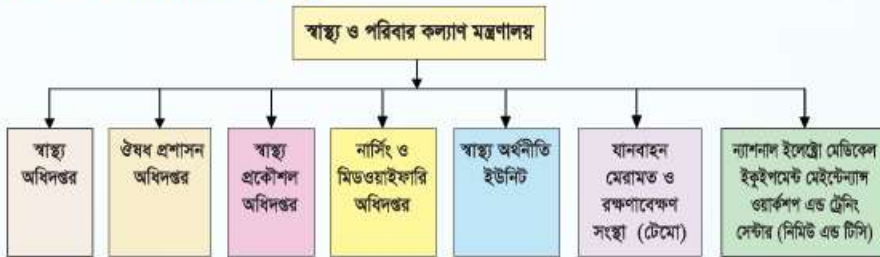 স্বাস্থ্য ও পরিবার কল্যাণ মন্ত্রণালয়
স্বাস্থ্য
অধিদপ্তর
ঔষধ প্রশাসন
অধিদপ্তর
স্বাস্থ্য
প্রকৌশল
অধিদপ্তর
নার্সিং ও
মিডওয়াইফারি
অধিদপ্তর
স্বাস্থ্য অর্থনীতি
ইউনিট
যানবাহন
মেরামত ও
রক্ষণাবেক্ষণ
সংস্থা (টেমো)
ন্যাশনাল ইলেক্ট্রো মেডিকেল
ইকুইপমেন্ট মেইন্টেন্যান্স
ওয়ার্কশপ এন্ড ট্রেনিং
সেন্টার (নিমিউ এন্ড টিসি)